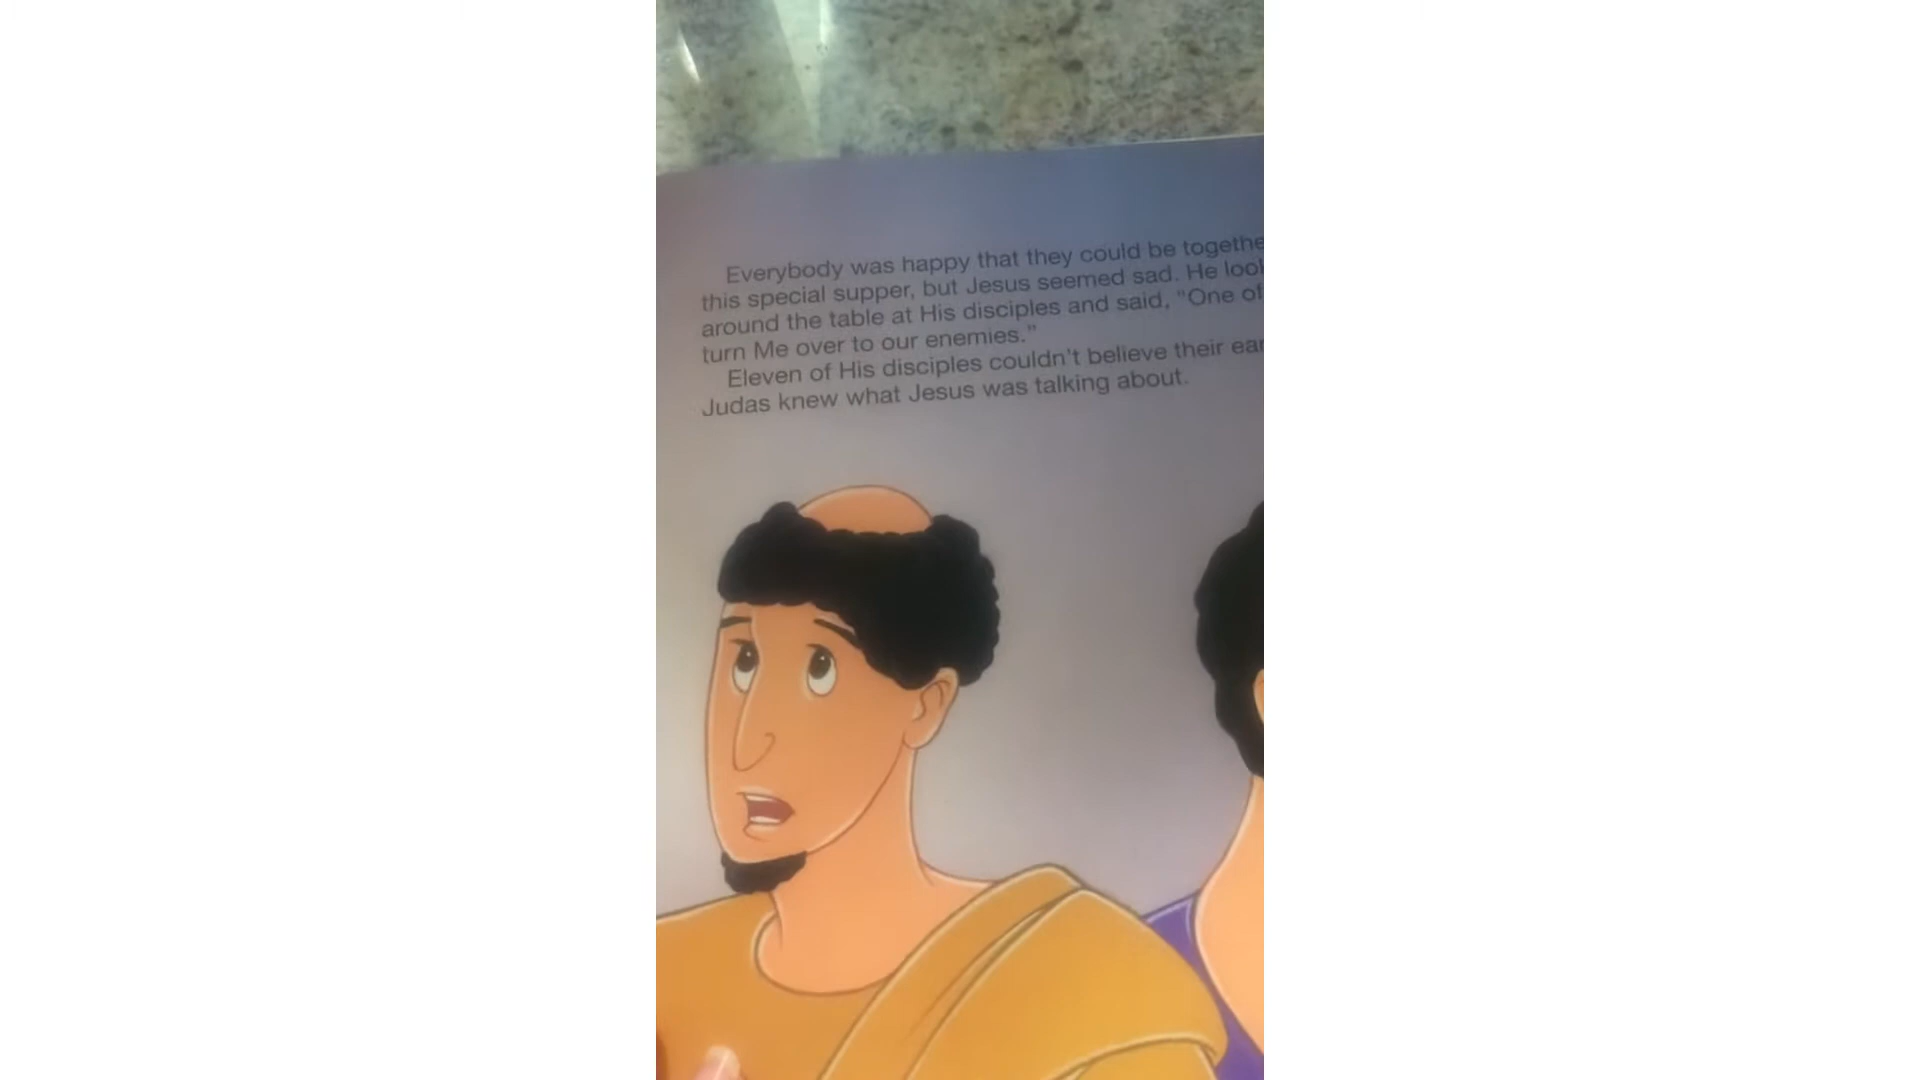 Everybody was happy that they could be togethe
this special supper, but Jesus seemed sad. He loo
around the table at His disciples and said, "One of
turn Me over to our enemies."
Eleven of His disciples couldn't believe their ear
Judas knew what Jesus was talking about.